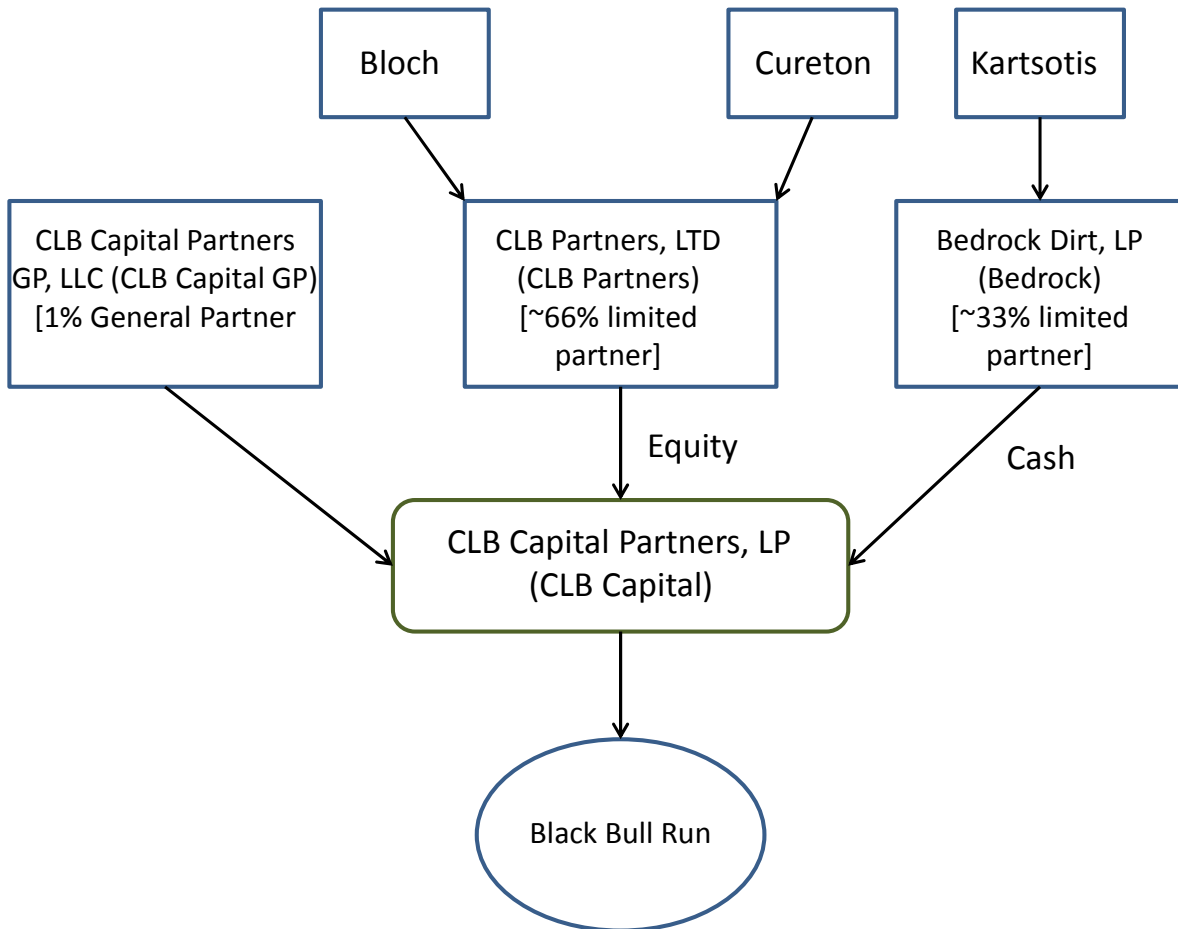 Bloch
Cureton
Kartsotis
CLB Capital Partners
GP, LLC (CLB Capital GP)
[1% General Partner
CLB Partners, LTD
(CLB Partners)
[~66% limited
partner]
Bedrock Dirt, LP
(Bedrock)
[~33% limited
partner]
Equity
Cash
CLB Capital Partners, LP
(CLB Capital)
Black Bull Run